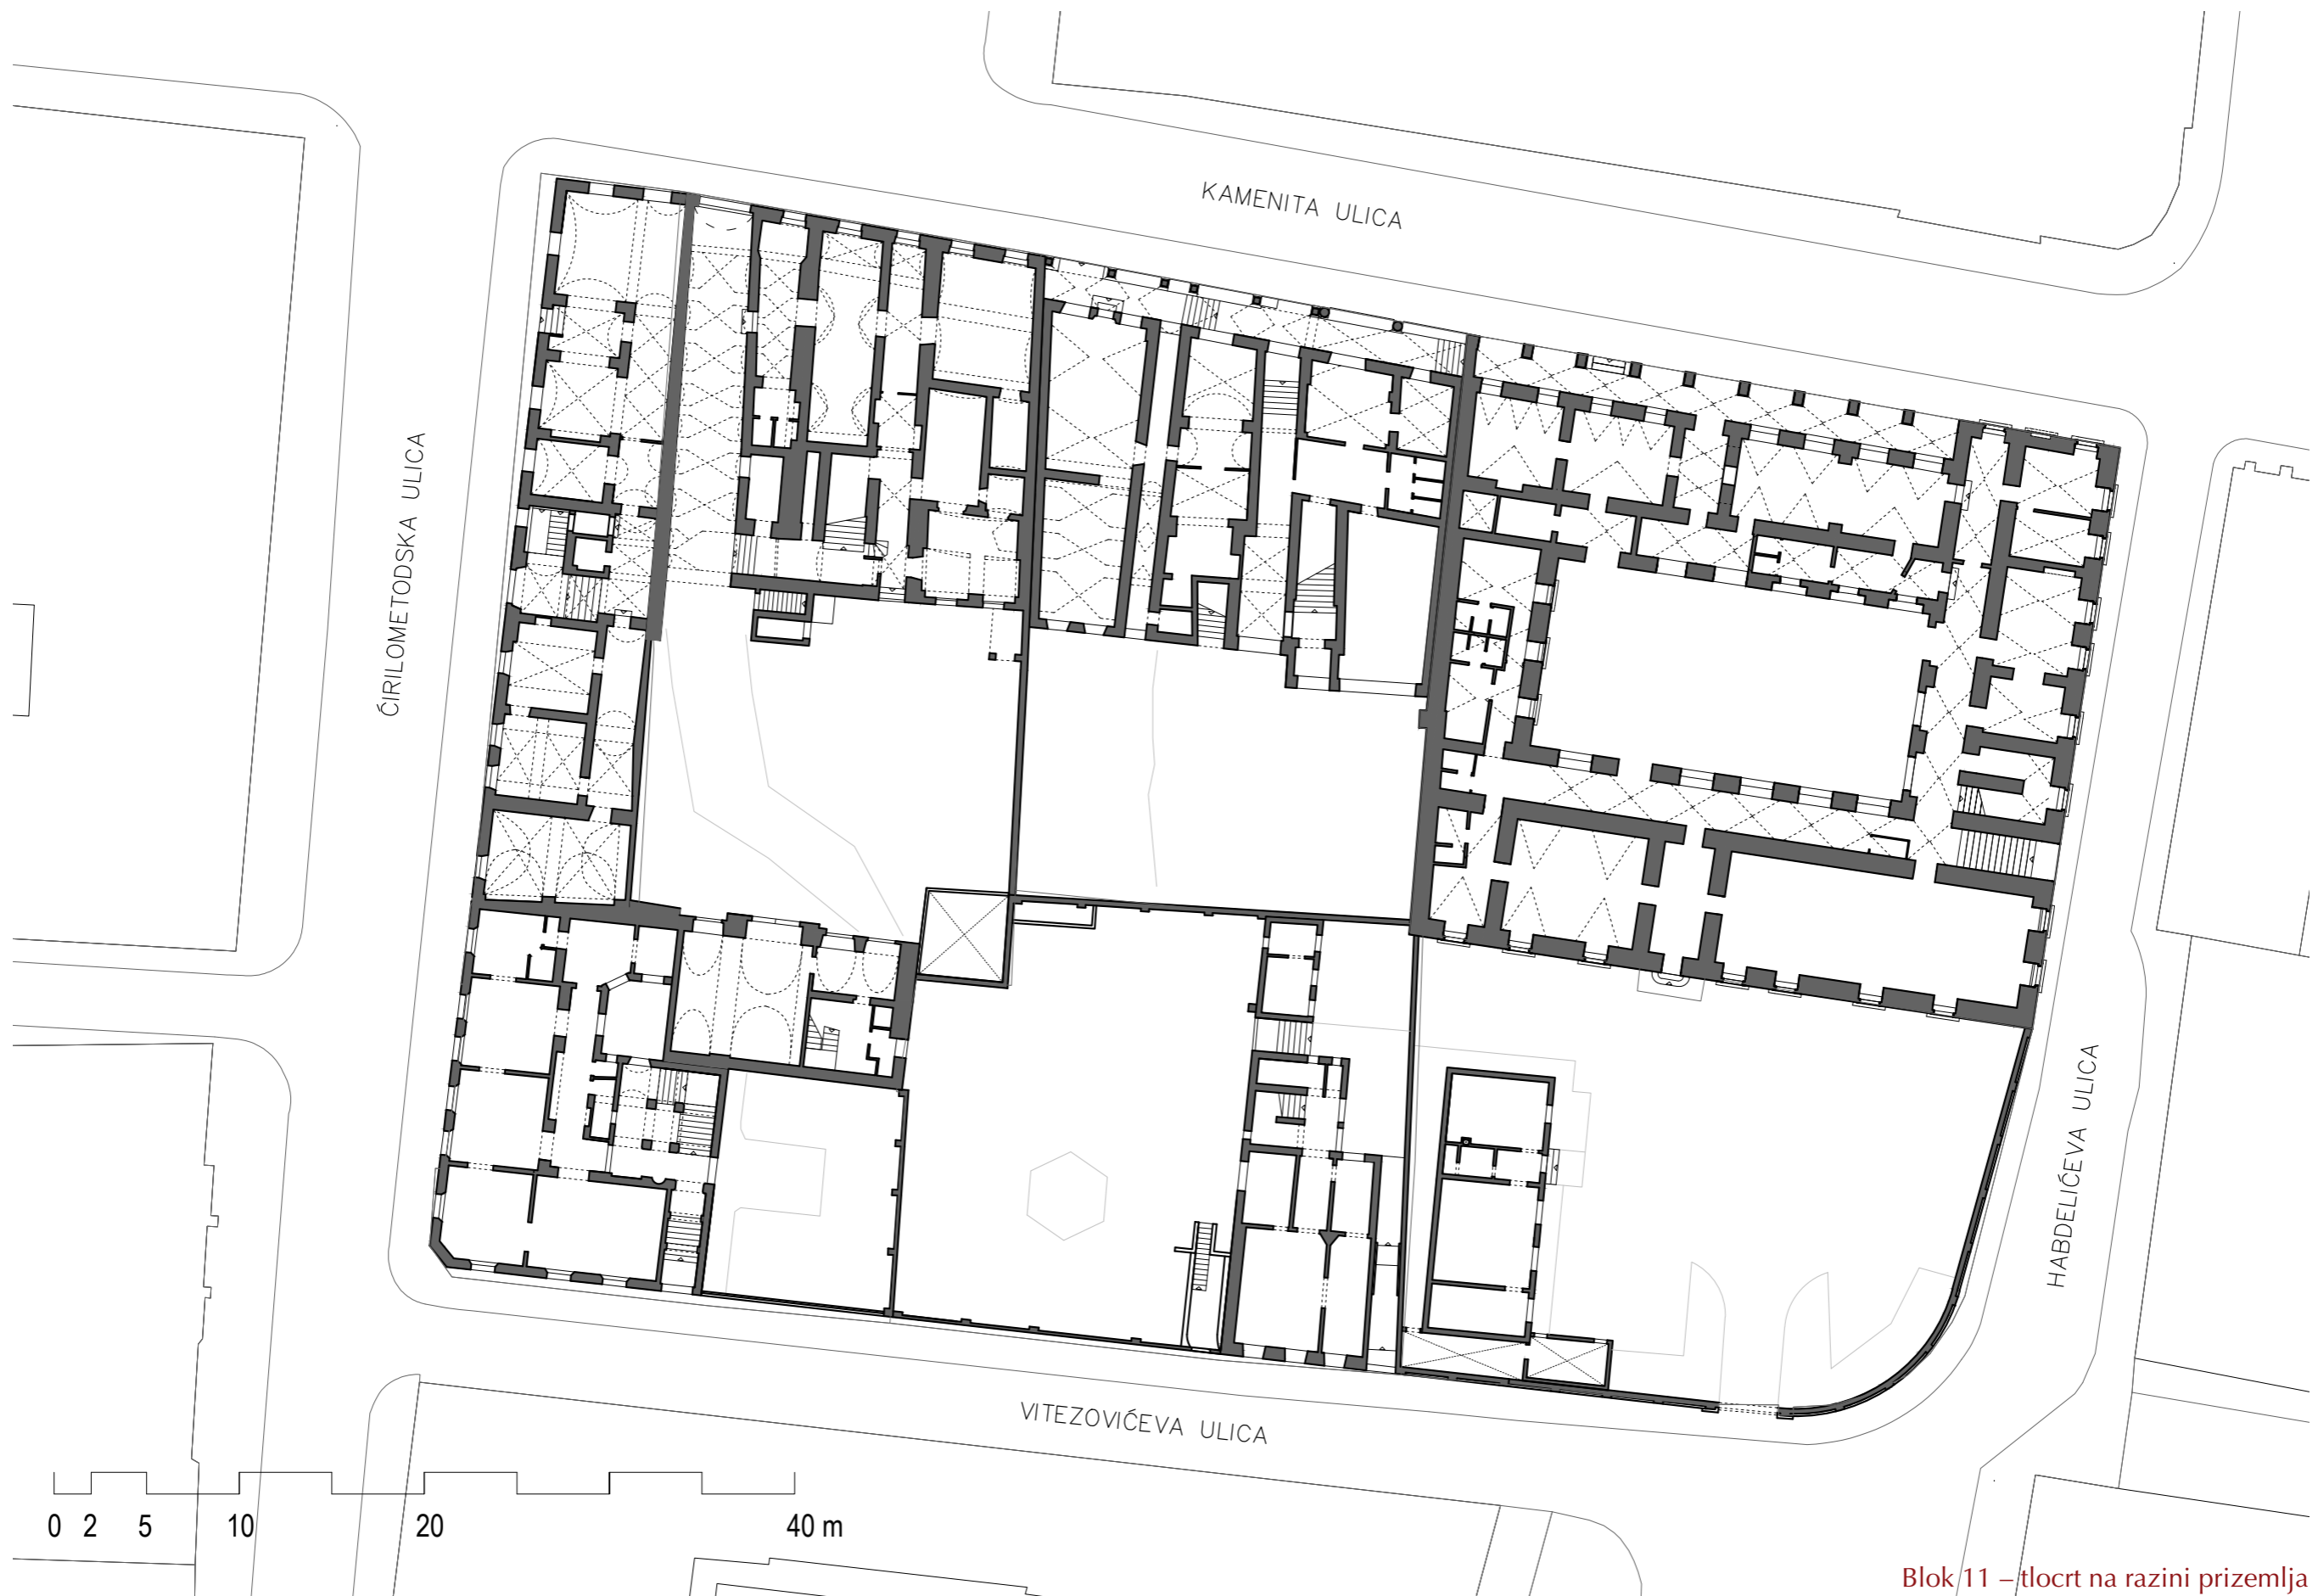 KAMENITA ULICA
ĆIRILOMETODSKA ULICA
HABDELIĆEVA ULICA
VITEZOVIĆEVA ULICA
0 2 5 10 20 40 m
Blok 11 – tlocrt na razini prizemlja